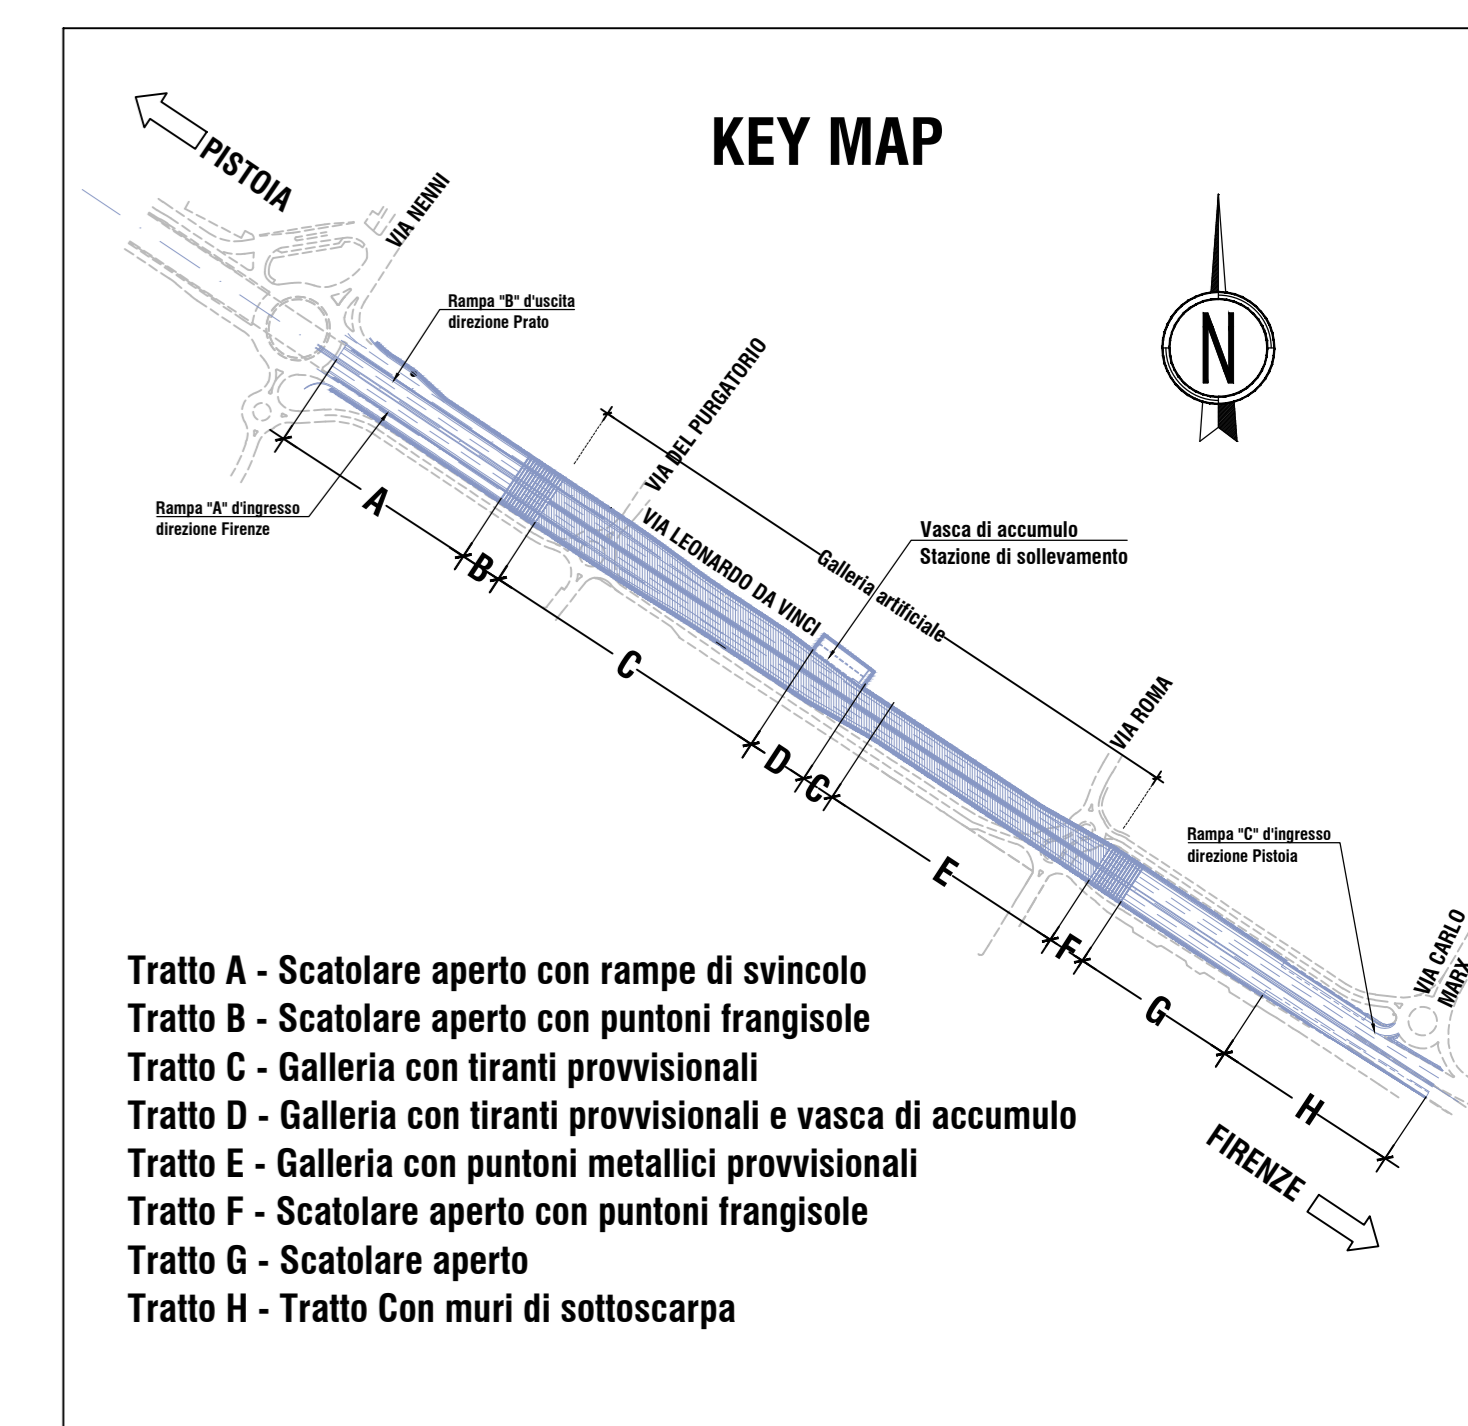 KEY MAP
PISTOIA
VIA NENNI
Rampa "B" d'uscita
direzione Prato
VIA DEL PURGATORIO
N
Rampa "A" d'ingresso
direzione Firenze
A
B
VIA LEONARDO DA VINCI
Vasca di accumulo
Stazione di sollevamento
Galleria artificiale
C
VIA ROMA
D
C
E
Rampa "C" d'ingresso
direzione Pistoia
F
VIA CARLO
MARX
G
H
FIRENZE
Tratto A - Scatolare aperto con rampe di svincolo
Tratto B - Scatolare aperto con puntoni frangisole
Tratto C - Galleria con tiranti provvisionali
Tratto D - Galleria con tiranti provvisionali e vasca di accumulo
Tratto E - Galleria con puntoni metallici provvisionali
Tratto F - Scatolare aperto con puntoni frangisole
Tratto G - Scatolare aperto
Tratto H - Tratto Con muri di sottoscarpa